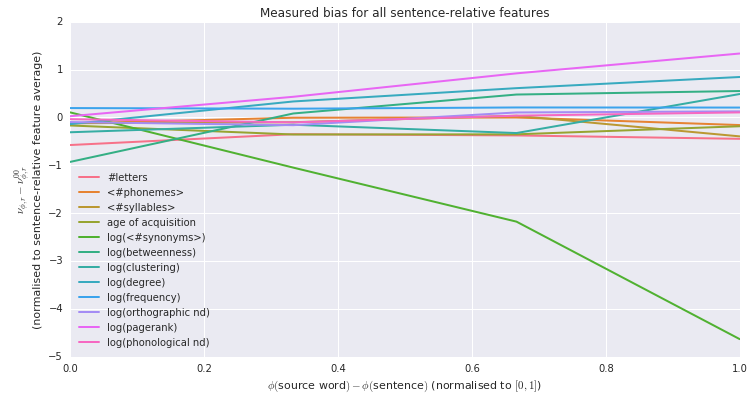 Measured bias for all sentence-relative features
2
1
0
−1
−2
−3
−4
−5
ν_{ϕ,r} − ν^{00}_{ϕ,r}
(normalised to sentence-relative feature average)
#letters
<#phonemes>
<#syllables>
age of acquisition
log(<#synonyms>)
log(betweenness)
log(clustering)
log(degree)
log(frequency)
log(orthographic nd)
log(pagerank)
log(phonological nd)
0.0 0.2 0.4 0.6 0.8 1.0
ϕ(source word) − ϕ(sentence) (normalised to [0, 1])